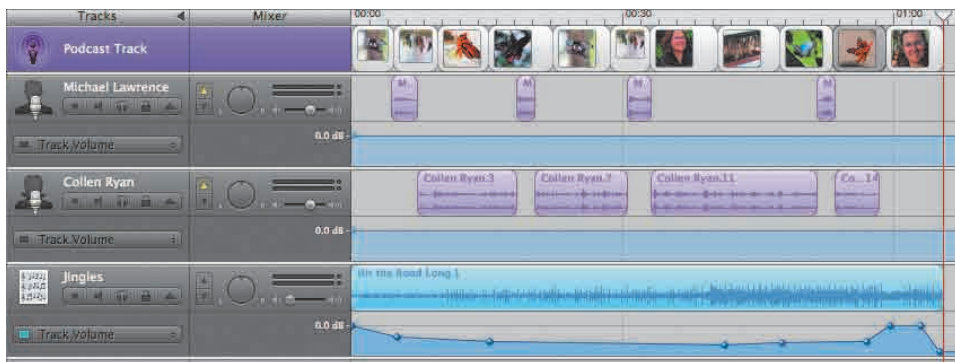 Tracks Mixer 00:00 00:30 01:00
Podcast Track
Michael Lawrence M. M M M
Track Volume 0.0 dB
Collen Ryan Collen Ryan.3 Collen Ryan.7 Collen Ryan.11 Co...14
Track Volume 0.0 dB
Jingles On the Road Long 1
Track Volume 0.0 dB